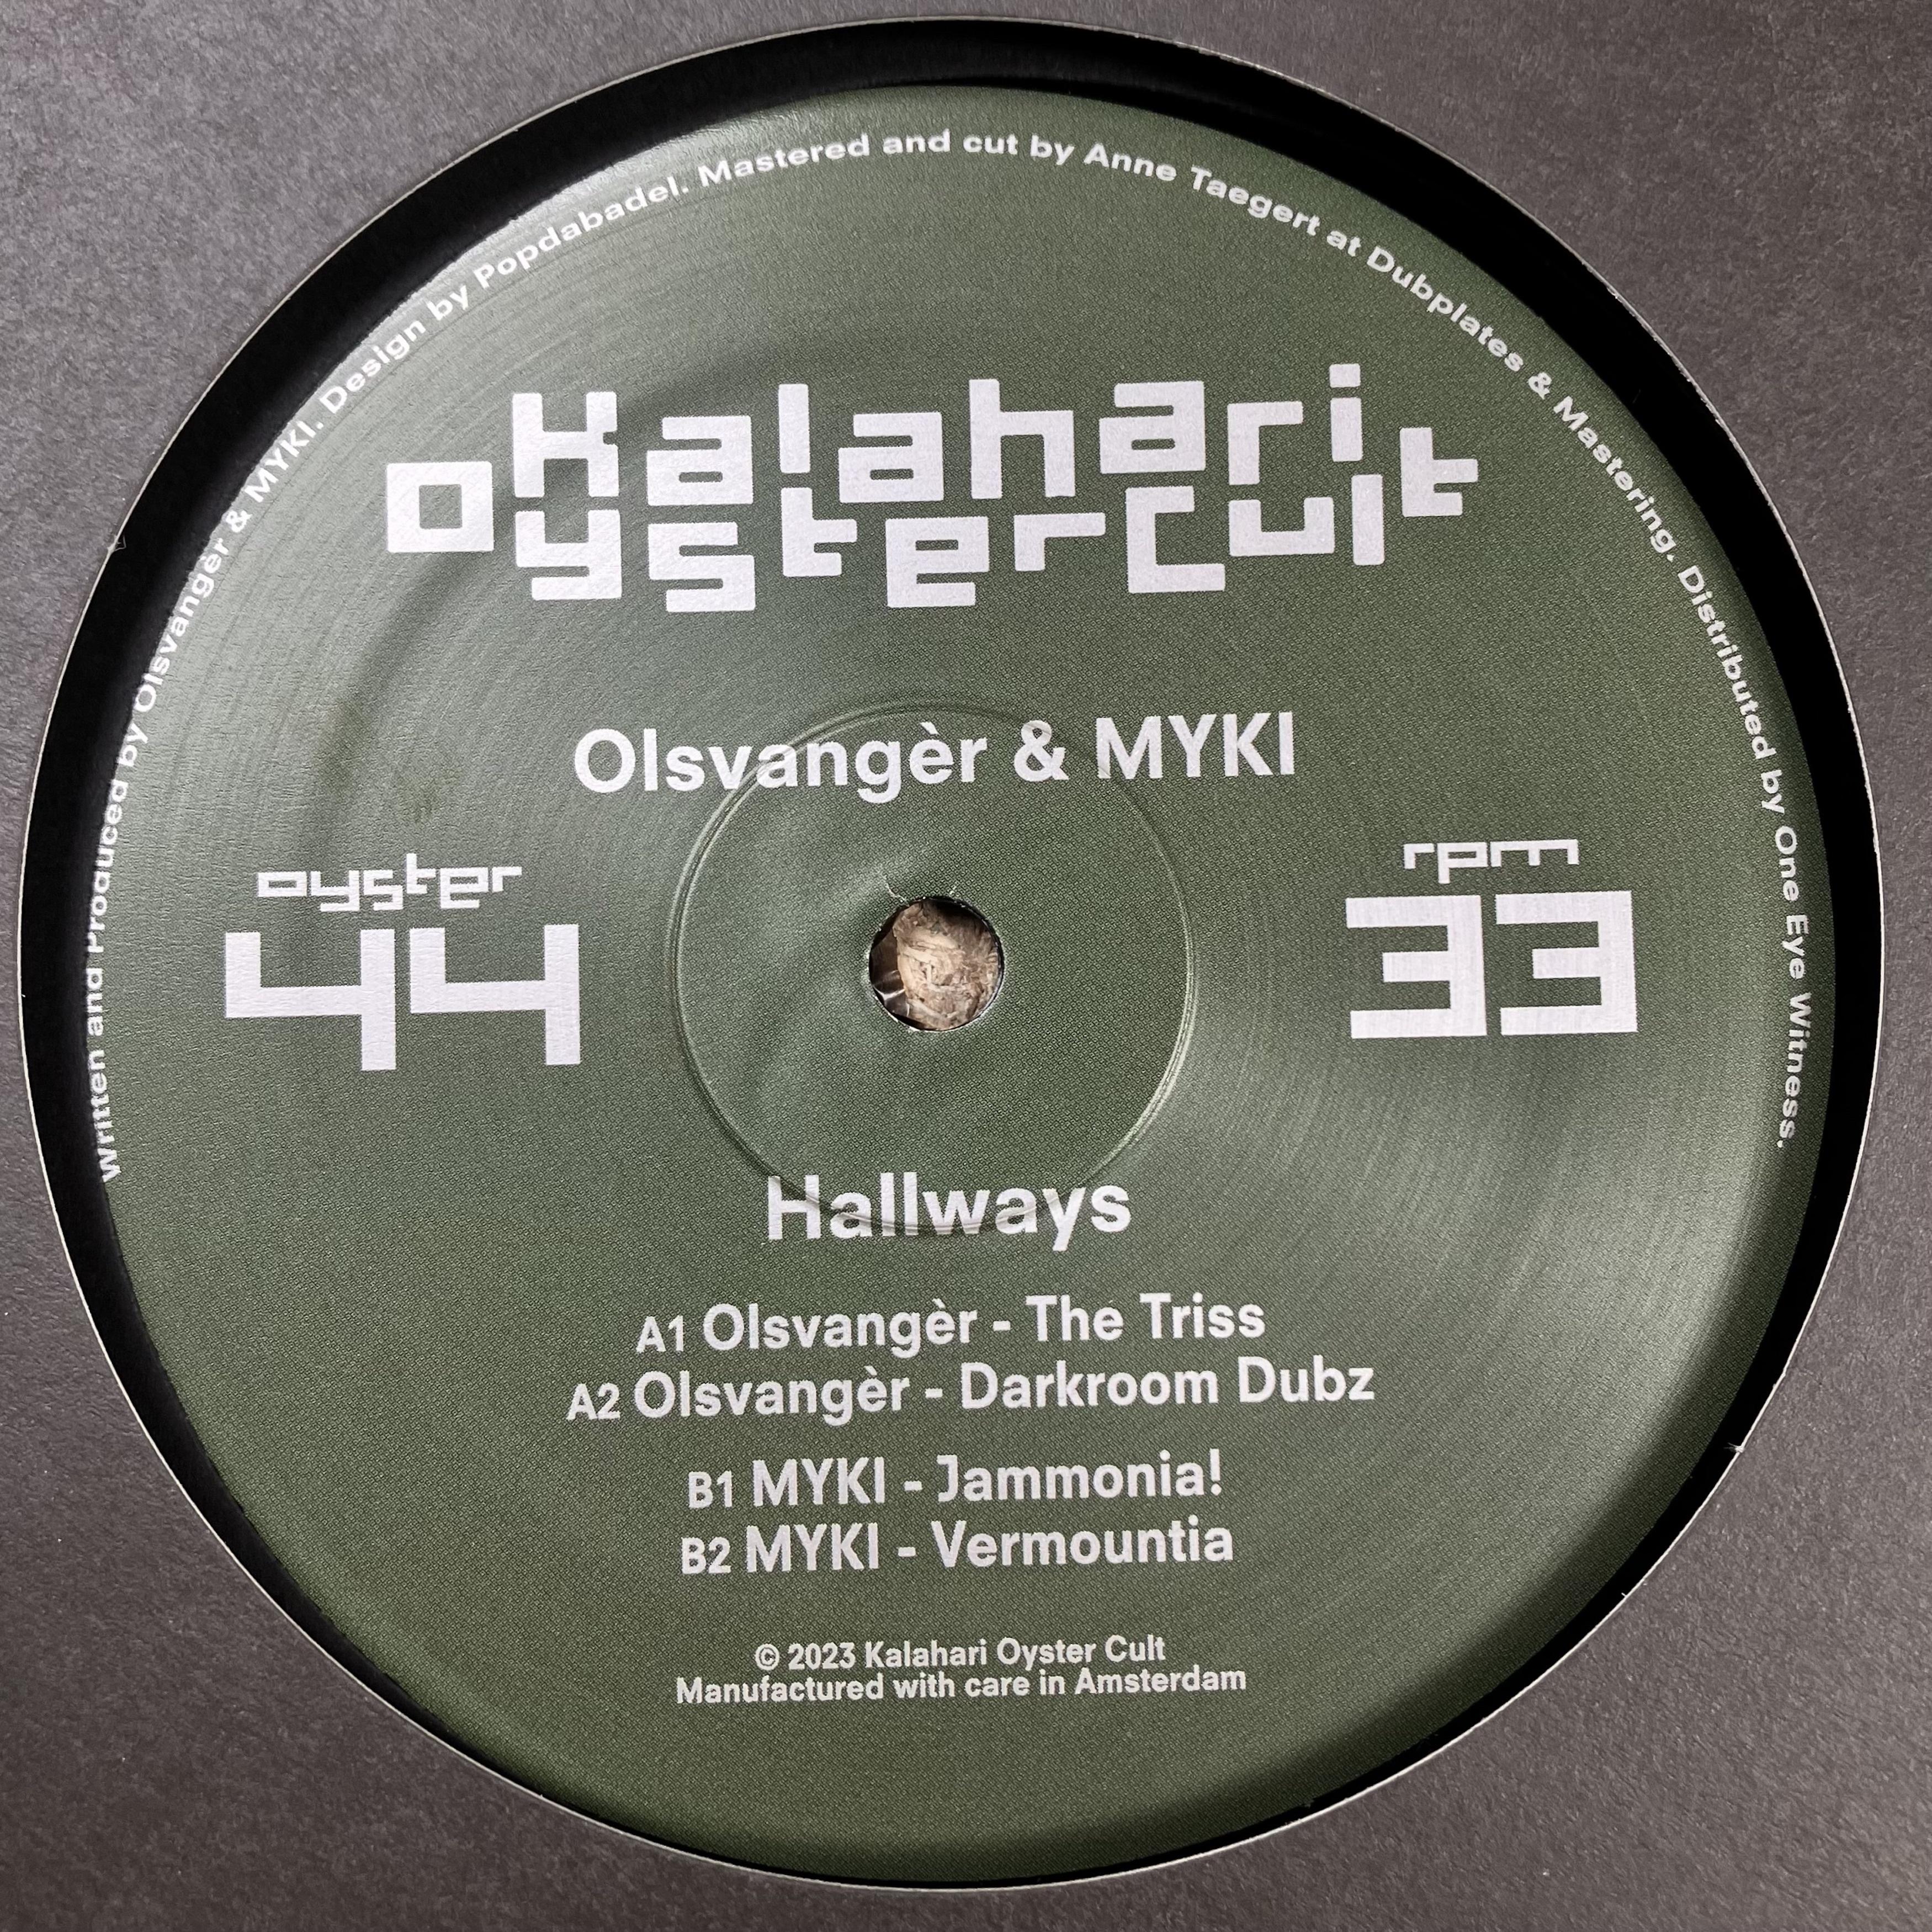 Written and Produced by Olsvangèr & MYKI. Design by Popdabadel. Mastered and cut by Anne Taegert at Dubplates & Mastering. Distributed by One Eye Witness.
Kalahari
oysterCult
Olsvangèr & MYKI
oyster
44
rpm
33
Hallways
A1 Olsvangèr - The Triss
A2 Olsvangèr - Darkroom Dubz
B1 MYKI - Jammonia!
B2 MYKI - Vermountia
© 2023 Kalahari Oyster Cult
Manufactured with care in Amsterdam